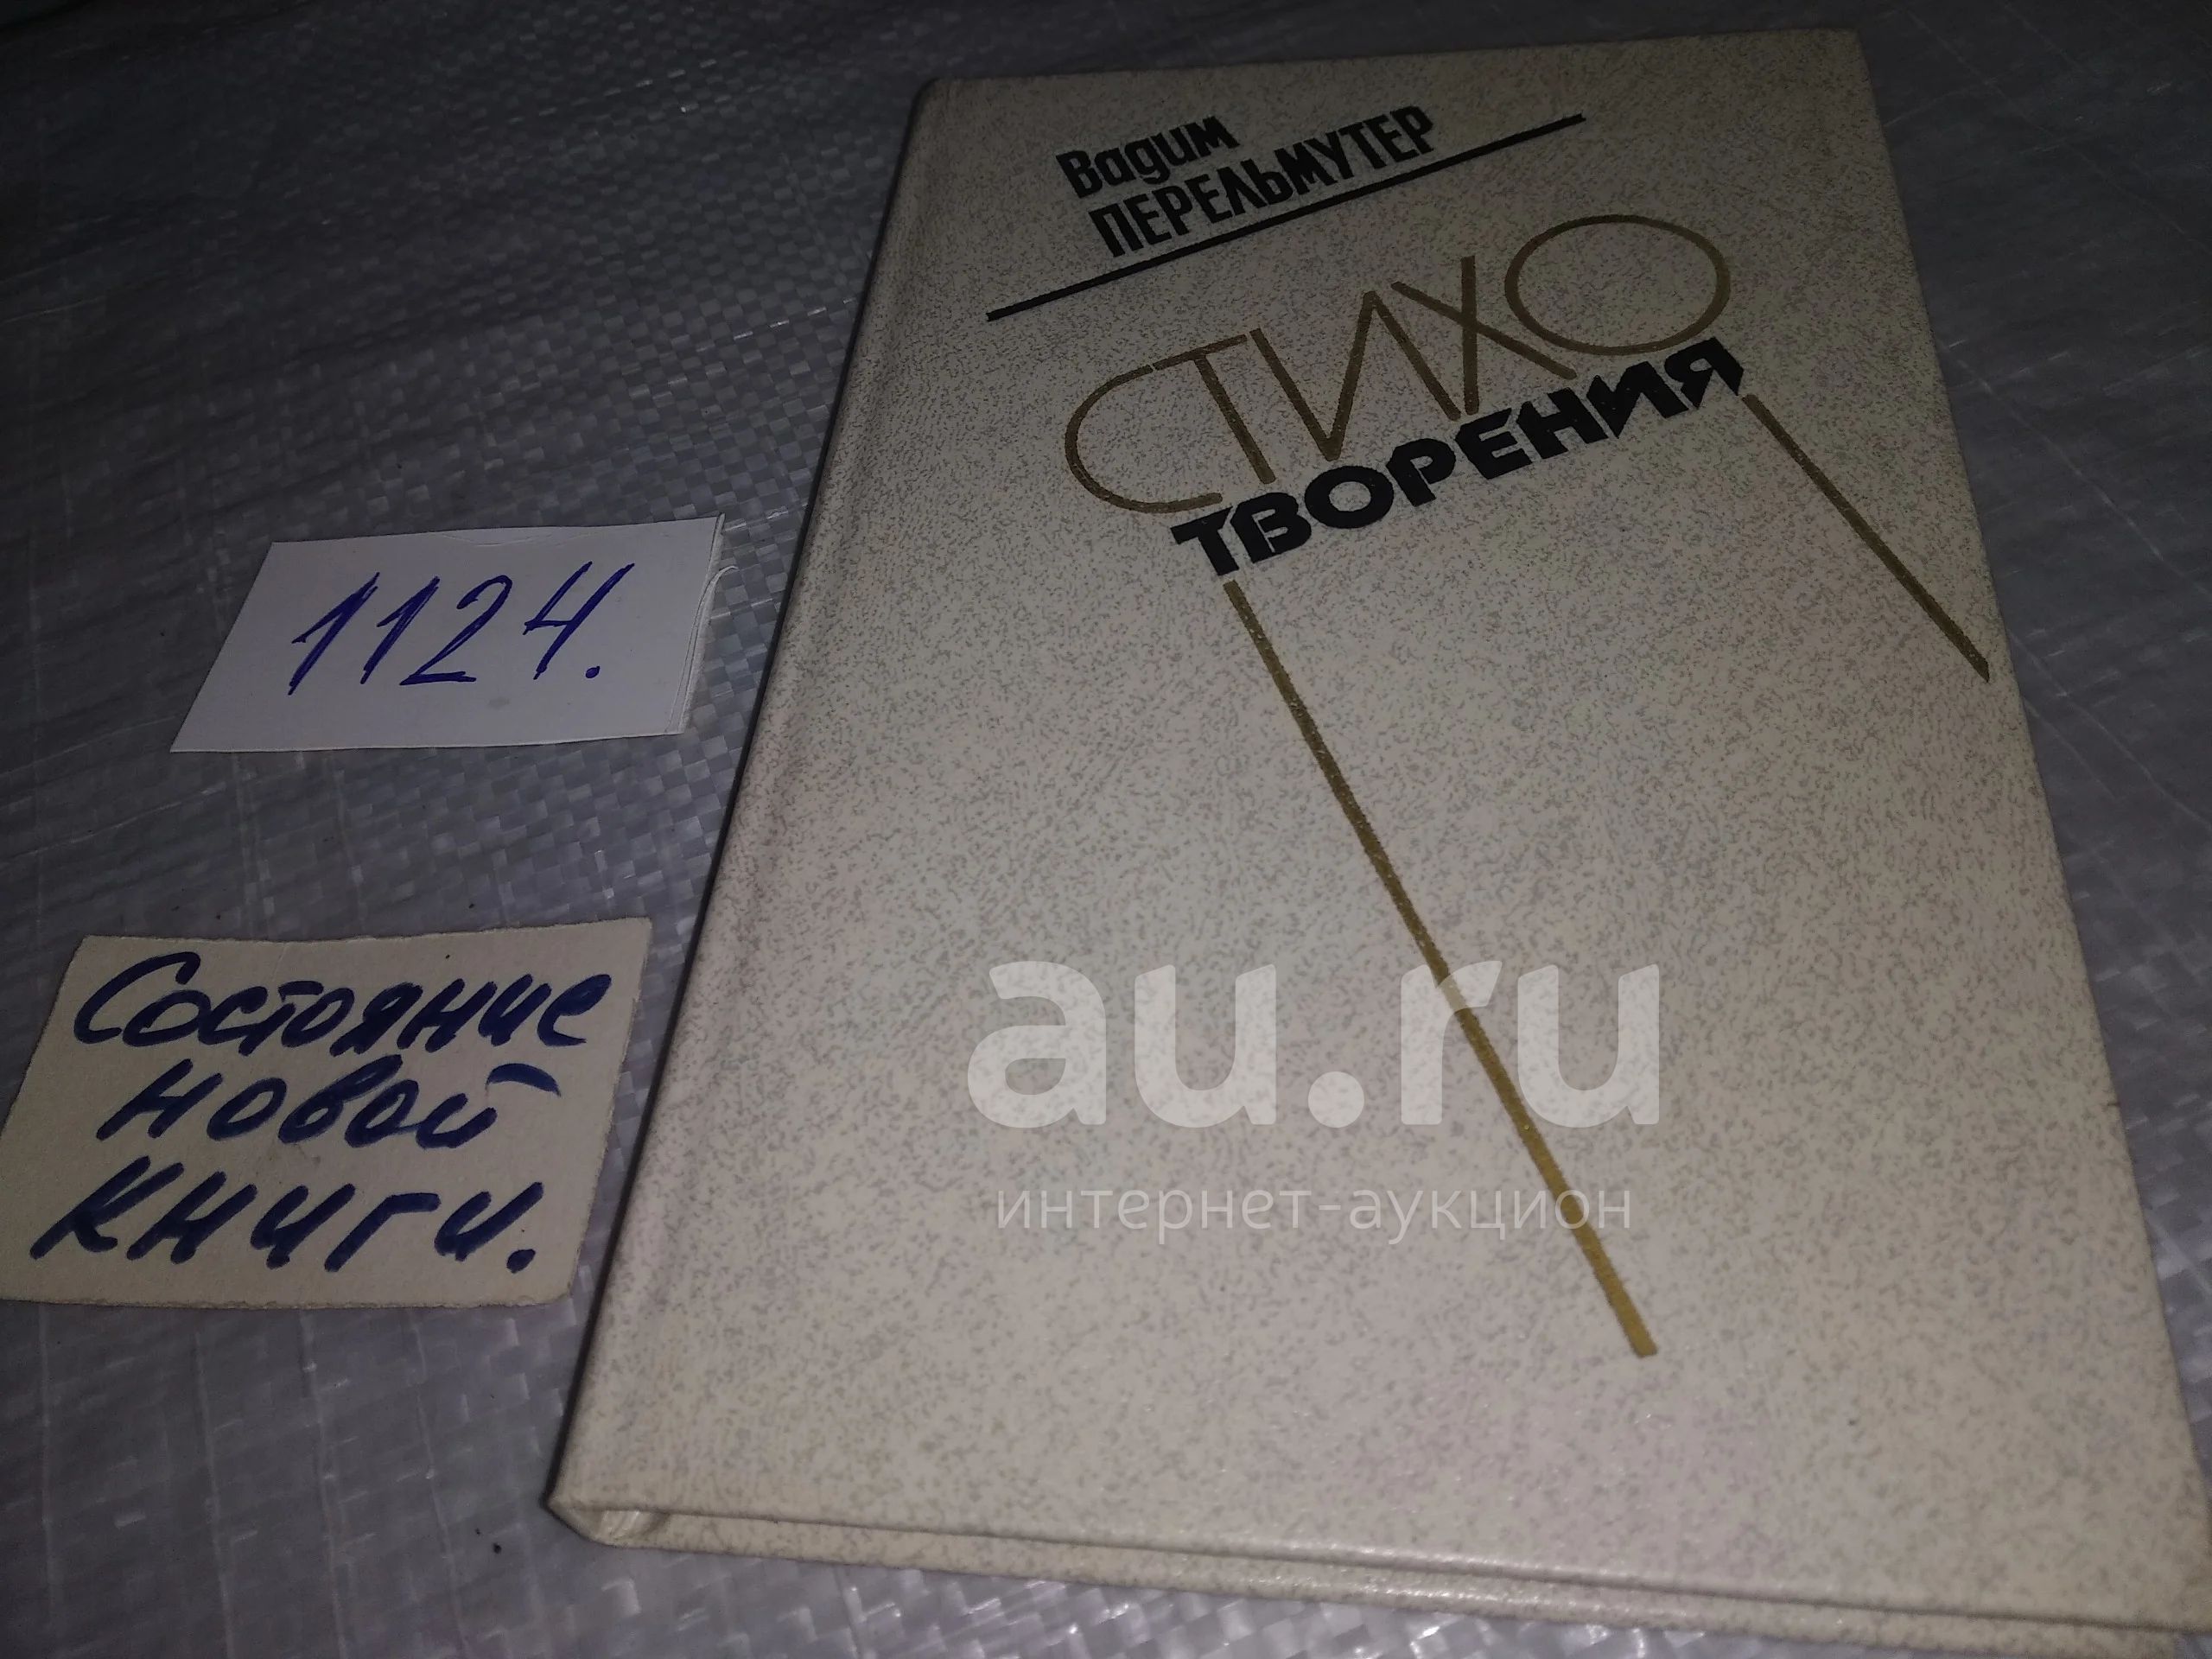 Вадим
ПЕРЕЛЬМУТЕР
СТИХО
ТВОРЕНИЯ
1124.
Состояние
новой
книги.
au.ru
интернет-аукцион